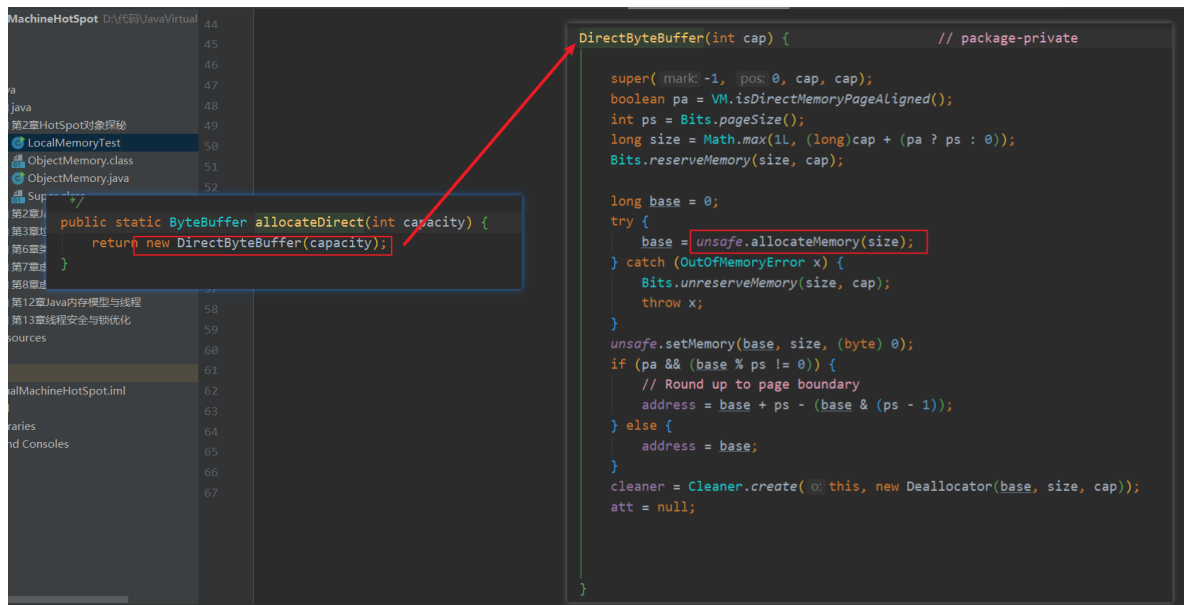 MachineHotSpot D:\代码\JavaVirtual
java
第2章HotSpot对象探秘
LocalMemoryTest
ObjectMemory.class
ObjectMemory.java
第12章Java内存模型与线程
第13章线程安全与锁优化
sources
ualMachineHotSpot.iml
raries
nd Consoles
44
45
46
47
48
49
50
51
52
58
59
60
61
62
63
64
65
66
67
*/
public static ByteBuffer allocateDirect(int capacity) {
return new DirectByteBuffer(capacity);
}
DirectByteBuffer(int cap) { // package-private
super( mark: -1, pos: 0, cap, cap);
boolean pa = VM.isDirectMemoryPageAligned();
int ps = Bits.pageSize();
long size = Math.max(1L, (long)cap + (pa ? ps : 0));
Bits.reserveMemory(size, cap);
long base = 0;
try {
base = unsafe.allocateMemory(size);
} catch (OutOfMemoryError x) {
Bits.unreserveMemory(size, cap);
throw x;
}
unsafe.setMemory(base, size, (byte) 0);
if (pa && (base % ps != 0)) {
// Round up to page boundary
address = base + ps - (base & (ps - 1));
} else {
address = base;
}
cleaner = Cleaner.create( o: this, new Deallocator(base, size, cap));
att = null;
}